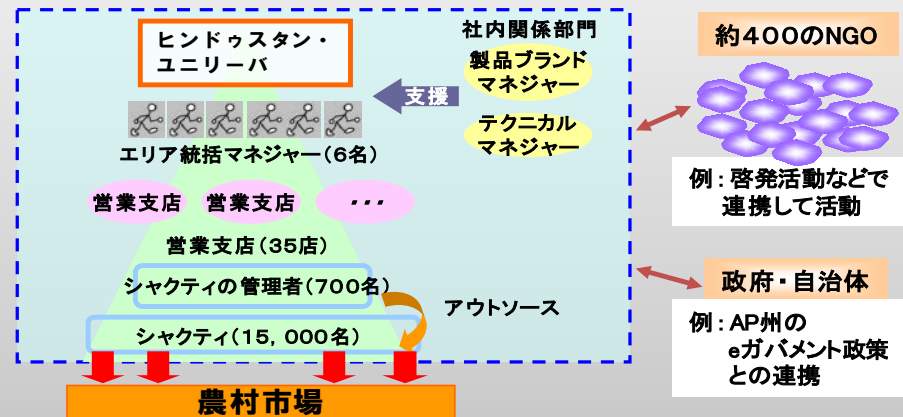 ヒンドゥスタン・
ユニリーバ
社内関係部門
製品ブランド
マネジャー
支援
テクニカル
マネジャー
エリア統括マネジャー（6名）
営業支店
営業支店
・・・
営業支店（35店）
シャクティの管理者（700名）
アウトソース
シャクティ（15，000名）
農村市場
約４００のNGO
例：啓発活動などで
連携して活動
政府・自治体
例：AP州の
eガバメント政策
との連携